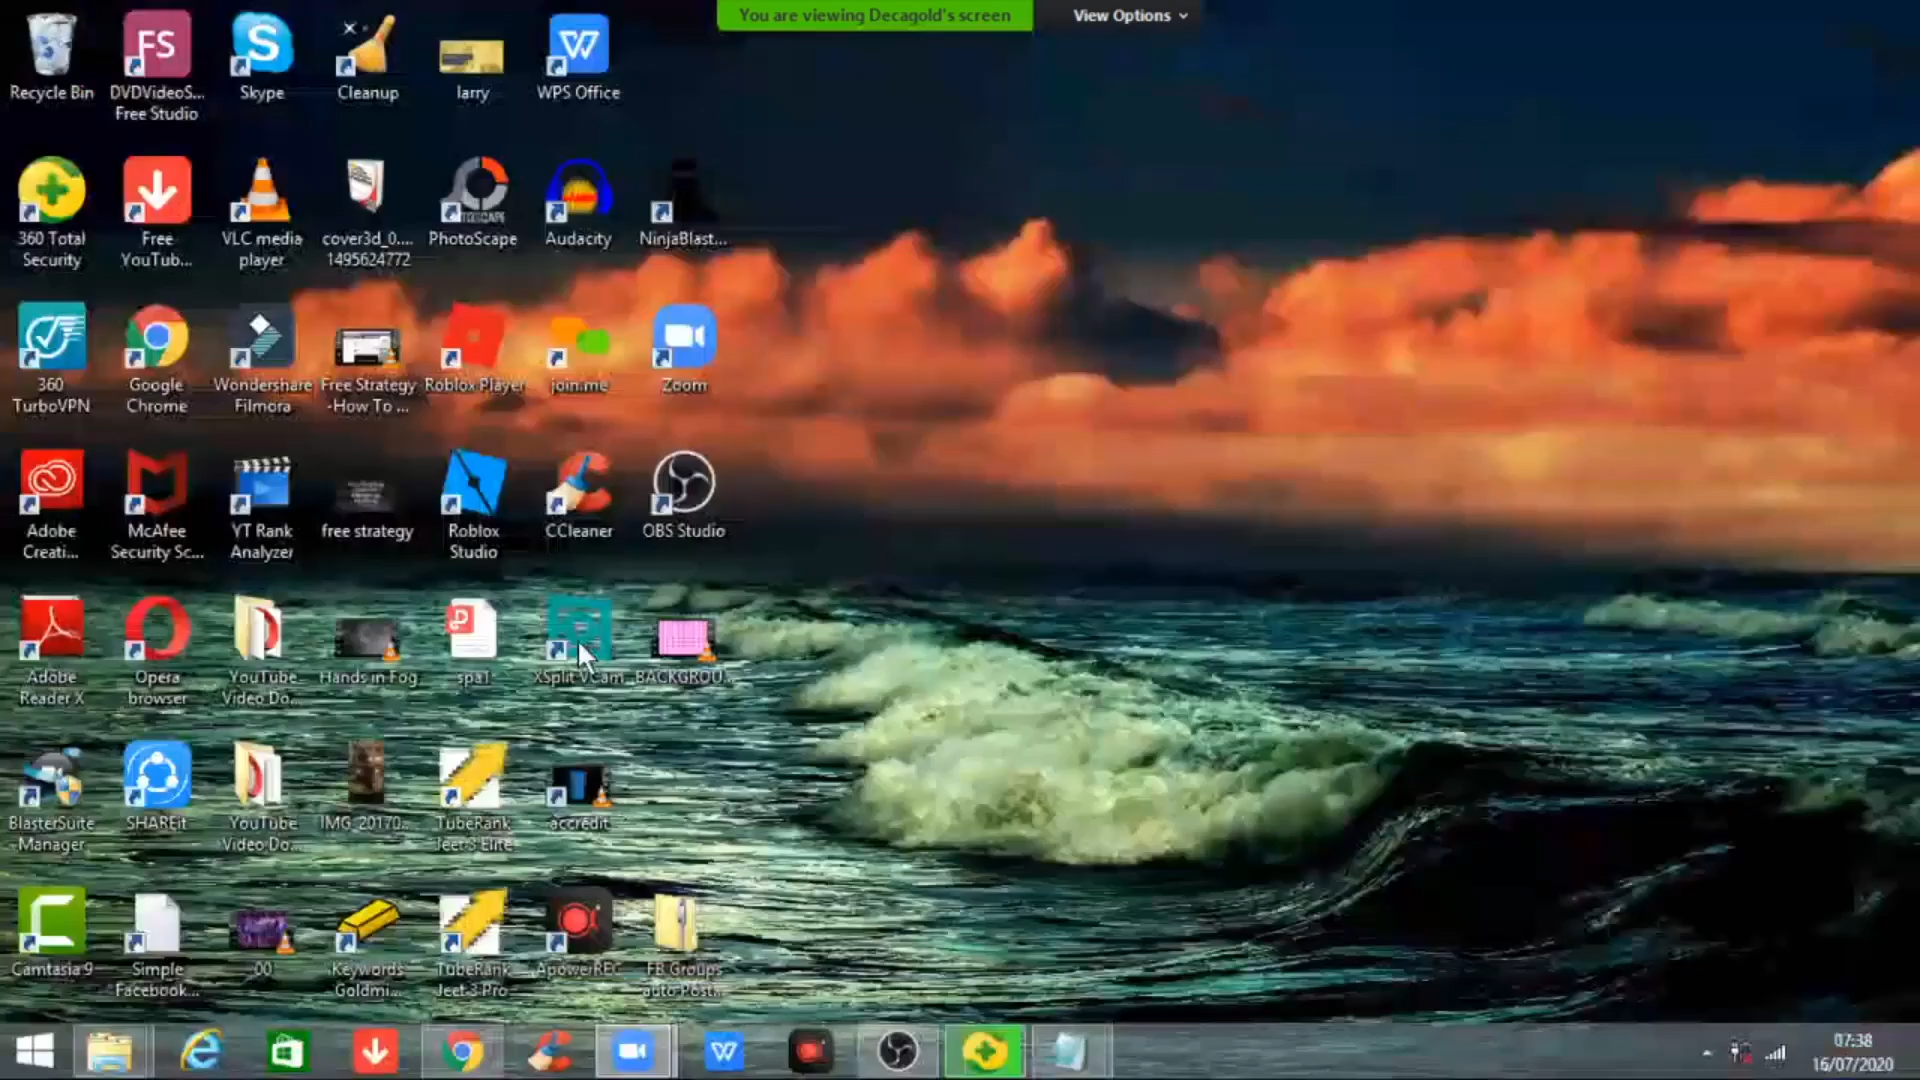 You are viewing Decagold's screen
View Options
Recycle Bin
DVDVideoS...
Free Studio
Skype
Cleanup
larry
WPS Office
360 Total
Security
Free
YouTub...
VLC media
player
cover3d_0....
1495624772
PhotoScape
Audacity
NinjaBlast...
360
TurboVPN
Google
Chrome
Wondershare
Filmora
Free Strategy
-How To ...
Roblox Player
join.me
Zoom
Adobe
Creati...
McAfee
Security Sc...
YT Rank
Analyzer
free strategy
Roblox
Studio
CCleaner
OBS Studio
Adobe
Reader X
Opera
browser
YouTube
Video Do...
Hands in Fog
spa1
XSplit VCam
BACKGROU...
BlasterSuite
Manager
SHAREit
YouTube
Video Do...
IMG_20170...
TubeRank
Jeet 3 Elite
accredit
Camtasia 9
Simple
Facebook...
_00
Keywords
Goldmi...
TubeRank
Jeet 3 Pro
ApowerREC
FB Groups
auto Post...
07:38
16/07/2020